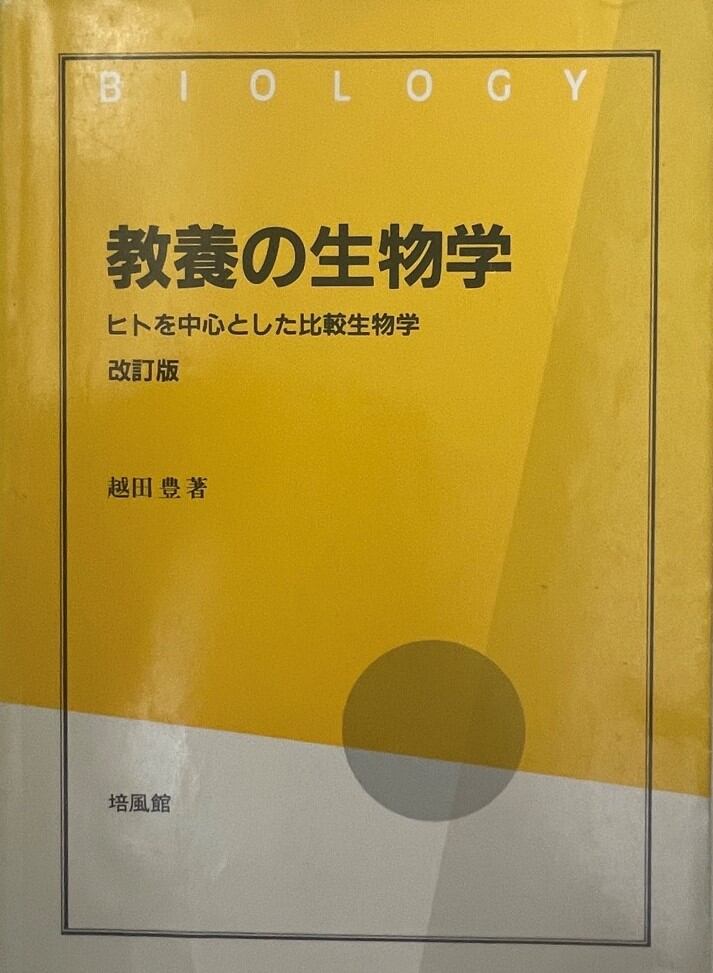 BIOLOGY
教養の生物学
ヒトを中心とした比較生物学
改訂版
越田 豊 著
培風館